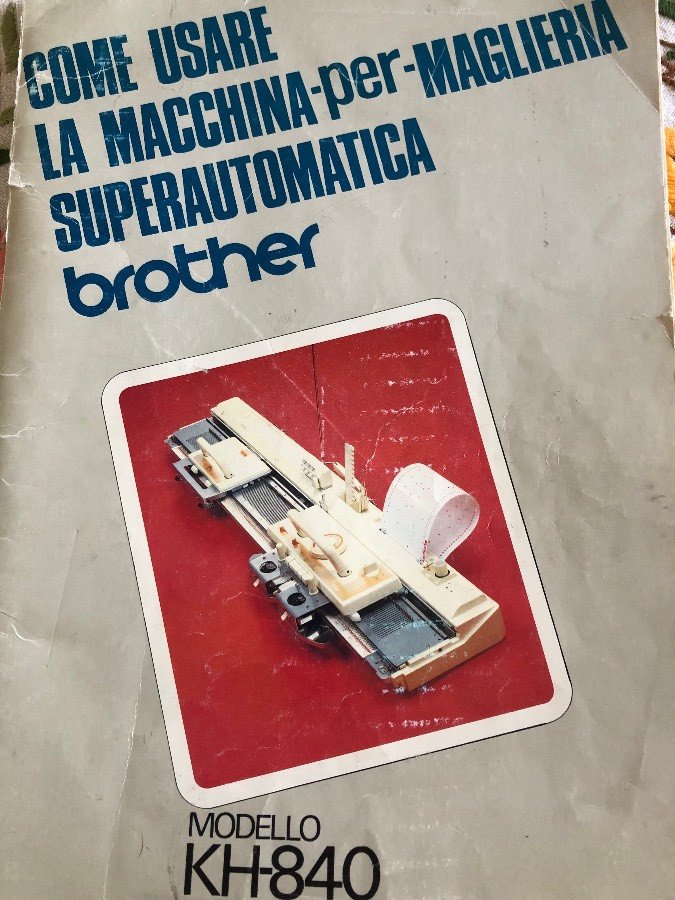 COME USARE
LA MACCHINA-per-MAGLIERIA
SUPERAUTOMATICA
brother
MODELLO
KH-840